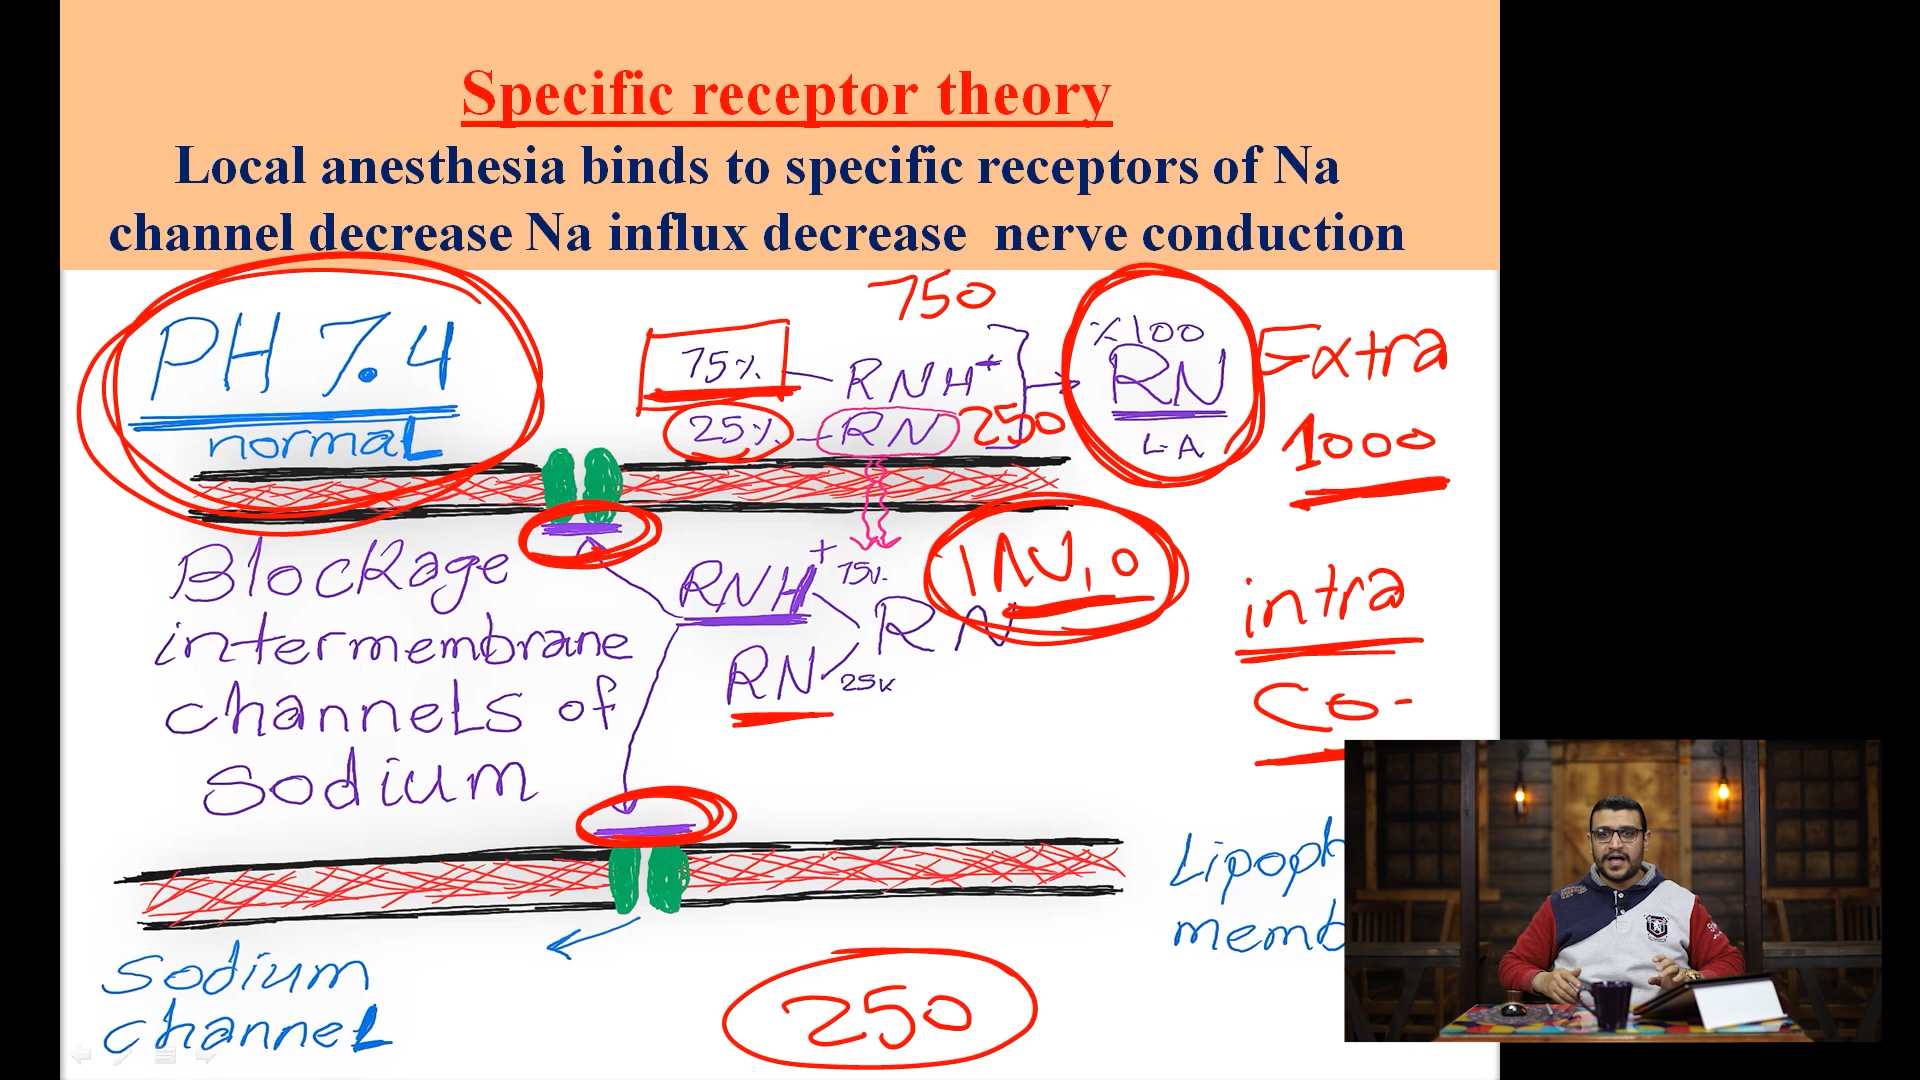 Specific receptor theory
Local anesthesia binds to specific receptors of Na
channel decrease Na influx decrease nerve conduction
750
PH 7.4
normal
75% RNH+
25% RN 250
%100
RN
L-A
Extra
1000
Blockage
intermembrane
channels of
sodium
RNH+ 75%
RN
RN
intra
Lipoph
memb
sodium
channel
250